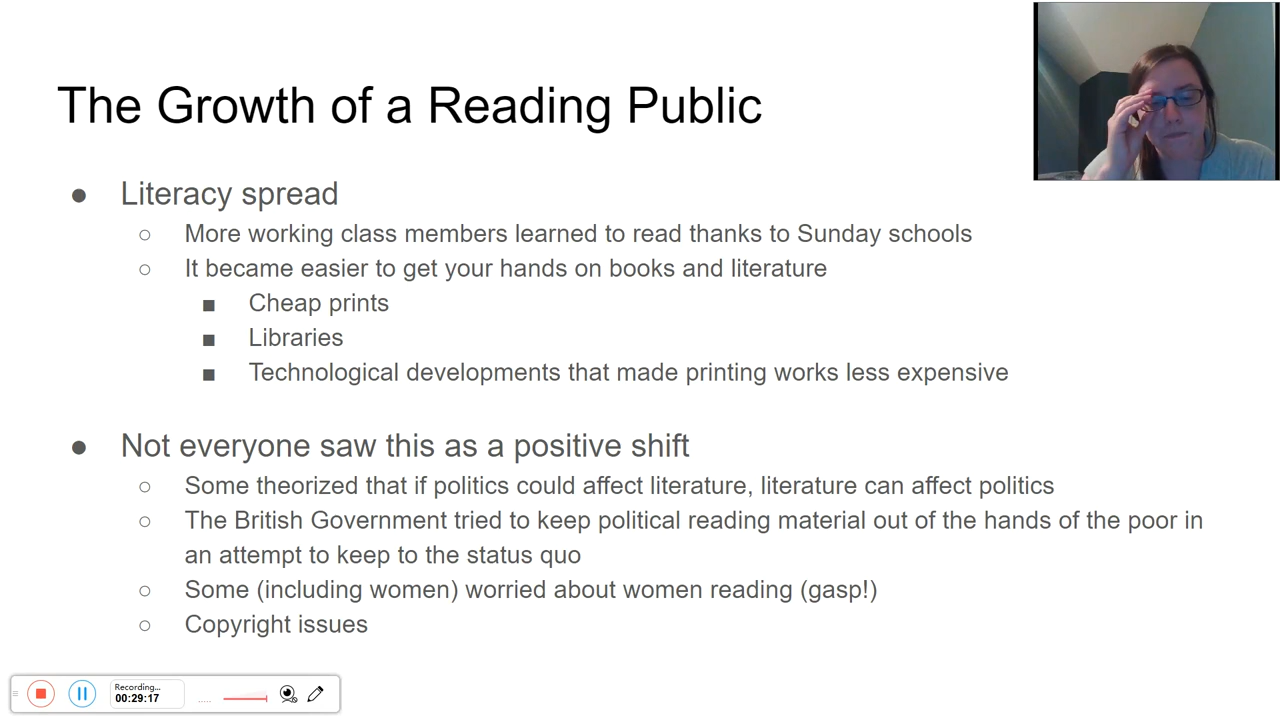 The Growth of a Reading Public
● Literacy spread
○ More working class members learned to read thanks to Sunday schools
○ It became easier to get your hands on books and literature
■ Cheap prints
■ Libraries
■ Technological developments that made printing works less expensive
● Not everyone saw this as a positive shift
○ Some theorized that if politics could affect literature, literature can affect politics
○ The British Government tried to keep political reading material out of the hands of the poor in
an attempt to keep to the status quo
○ Some (including women) worried about women reading (gasp!)
○ Copyright issues
Recording...
00:29:17